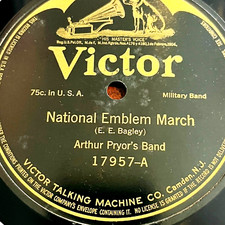 "HIS MASTER'S VOICE"
Victor
75c. in U. S. A.
Military Band
National Emblem March
(E. E. Bagley)
Arthur Pryor's Band
17957-A
VICTOR TALKING MACHINE CO. Camden, N.J.